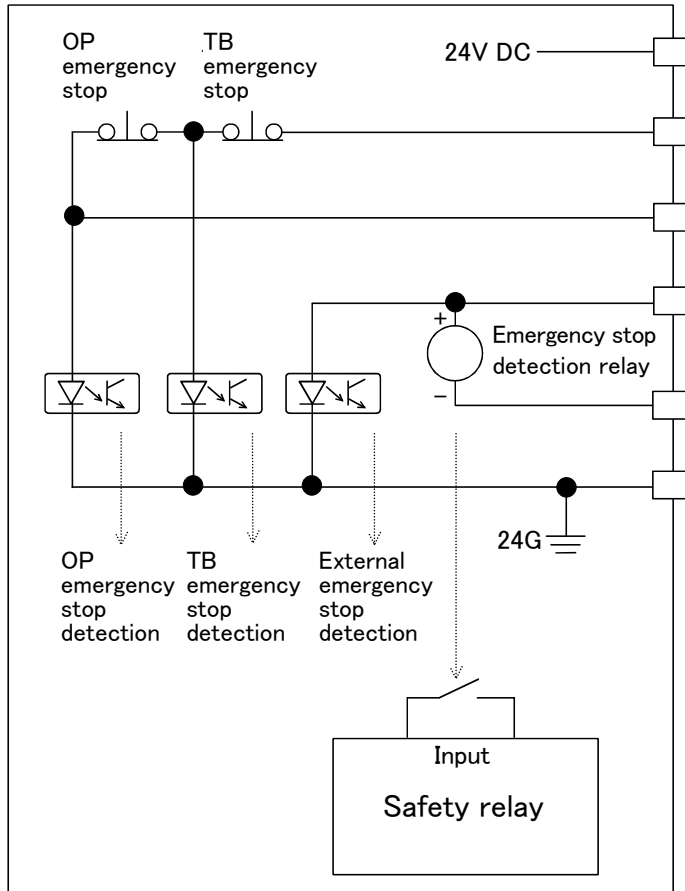 OP
emergency
stop
TB
emergency
stop
24V DC
+
Emergency stop
detection relay
−
24G
OP
emergency
stop
detection
TB
emergency
stop
detection
External
emergency
stop
detection
Input
Safety relay